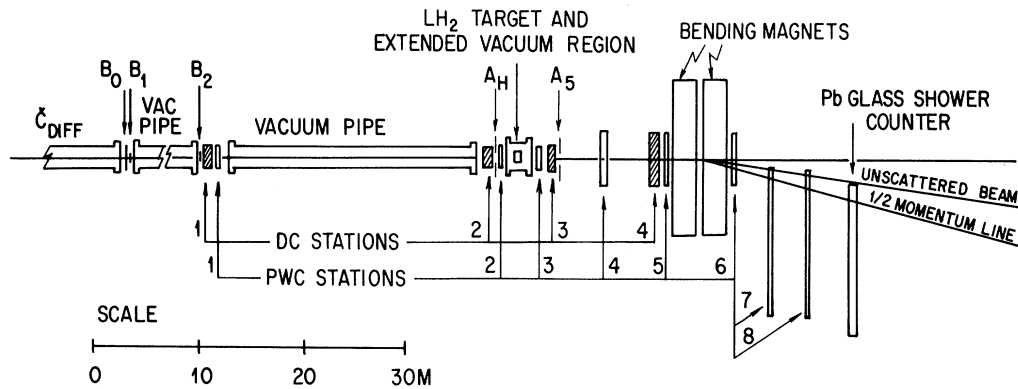 LH₂ TARGET AND
EXTENDED VACUUM REGION
BENDING MAGNETS
B₀ B₁
B₂
A_H
A₅
VAC
PIPE
Č_DIFF
VACUUM PIPE
Pb GLASS SHOWER
COUNTER
UNSCATTERED BEAM
1/2 MOMENTUM LINE
1 DC STATIONS 2 3 4
1 PWC STATIONS 2 3 4 5 6
7
8
SCALE
0 10 20 30M